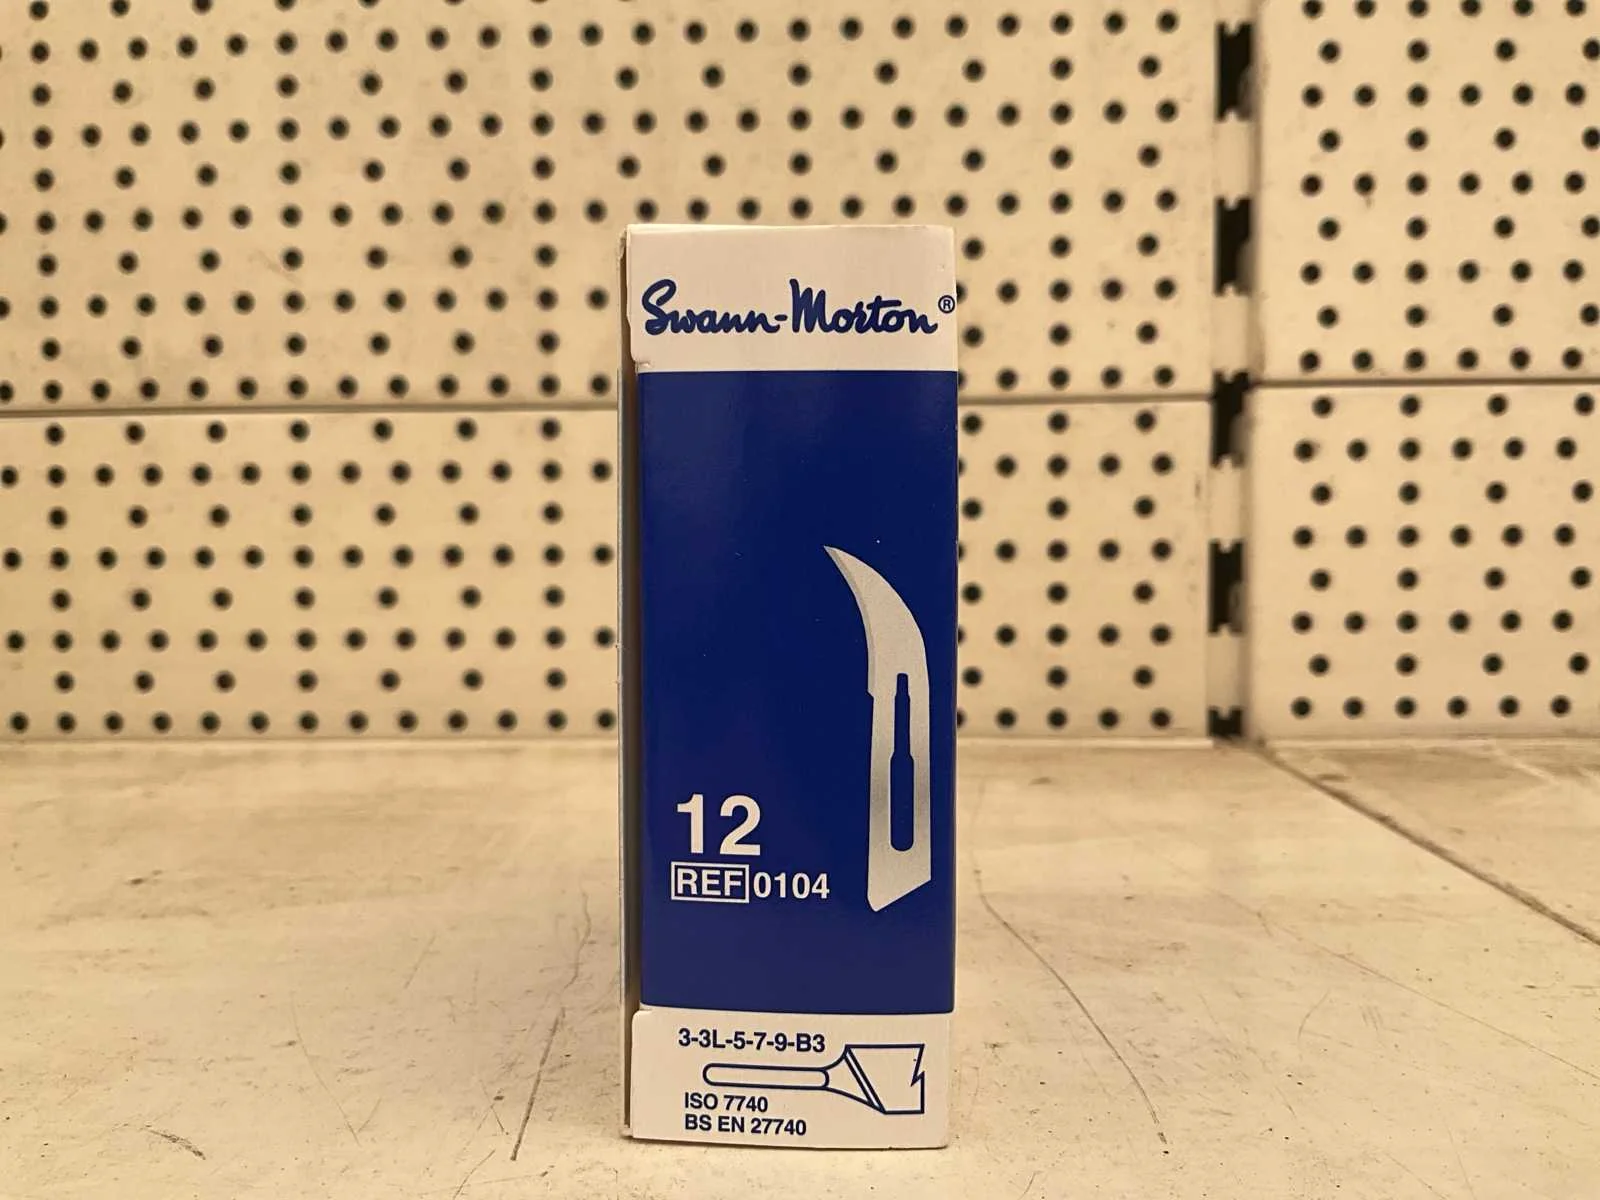 Swann-Morton®
12
REF 0104
3-3L-5-7-9-B3
ISO 7740
BS EN 27740